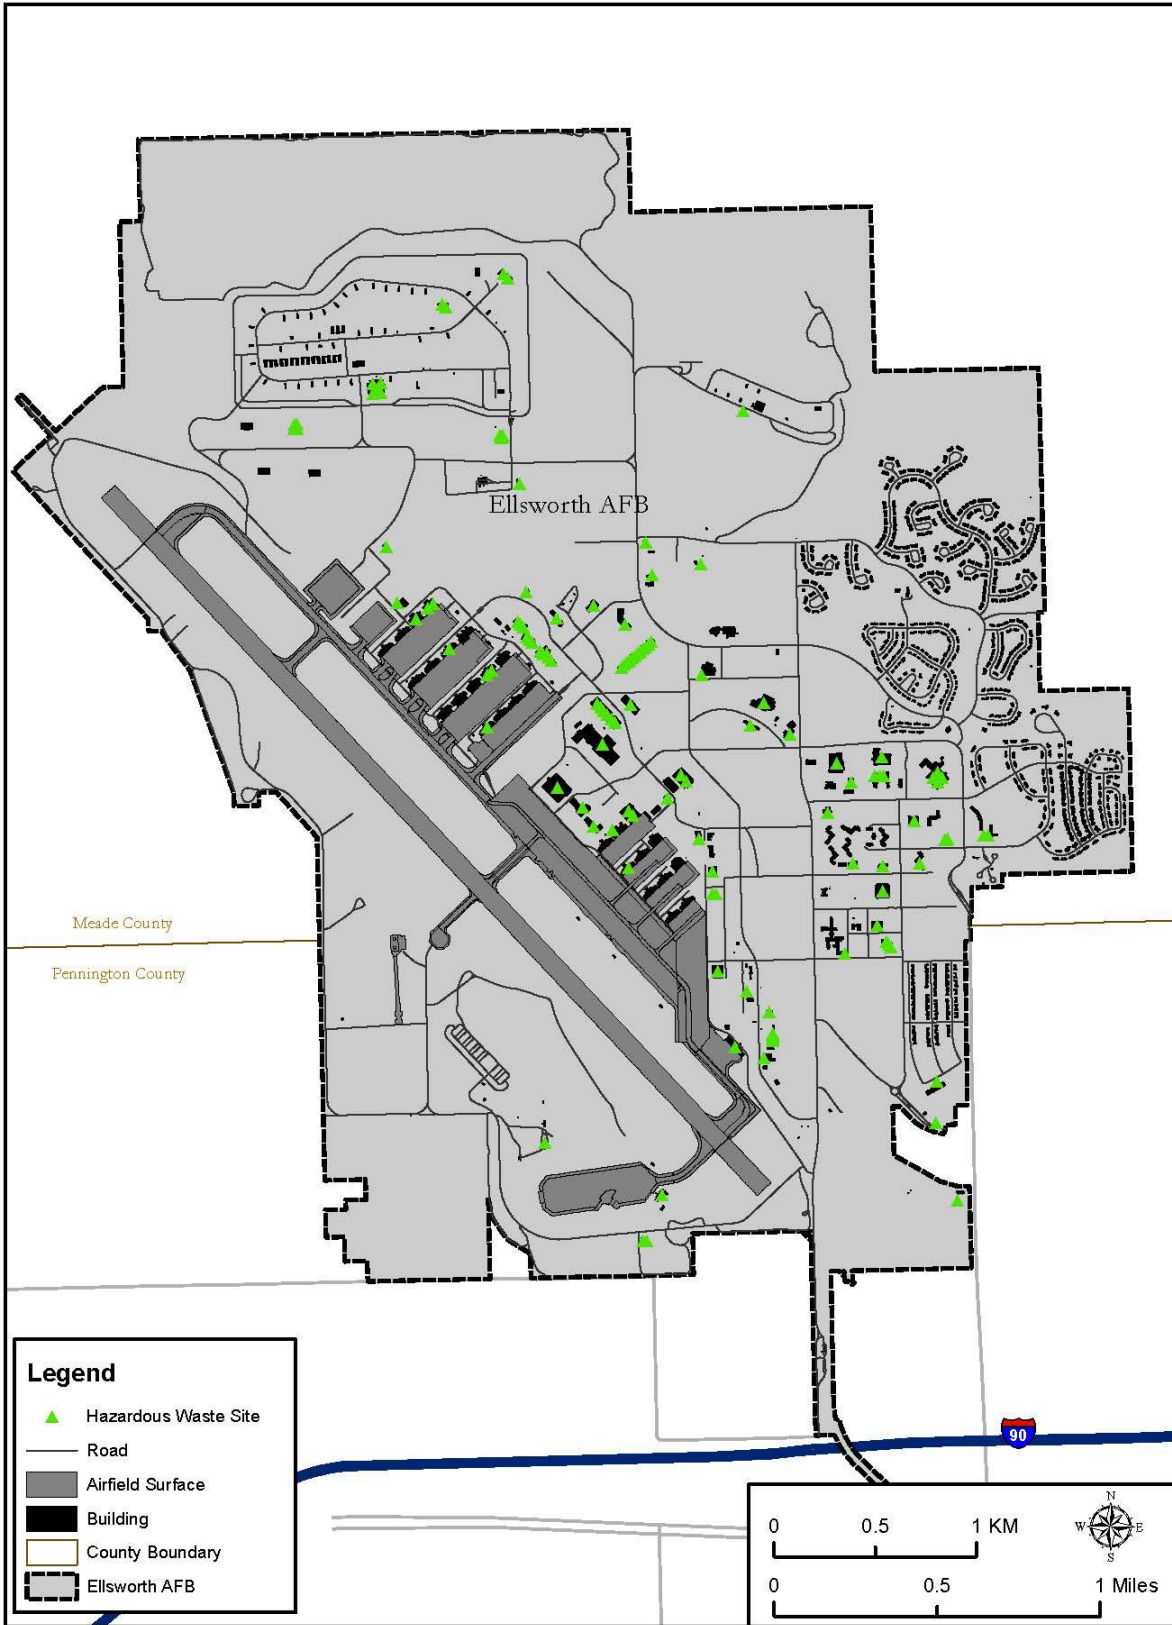 Ellsworth AFB
Meade County
Pennington County
Legend
Hazardous Waste Site
Road
Airfield Surface
Building
County Boundary
Ellsworth AFB
90
0 0.5 1 KM
N
W E
S
0 0.5 1 Miles